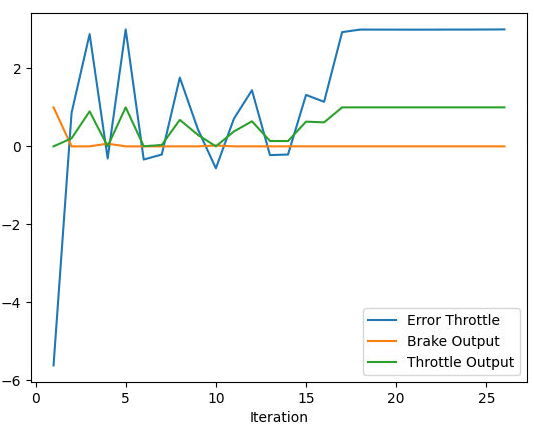 2
0
−2
−4
−6
0 5 10 15 20 25
Iteration
Error Throttle
Brake Output
Throttle Output